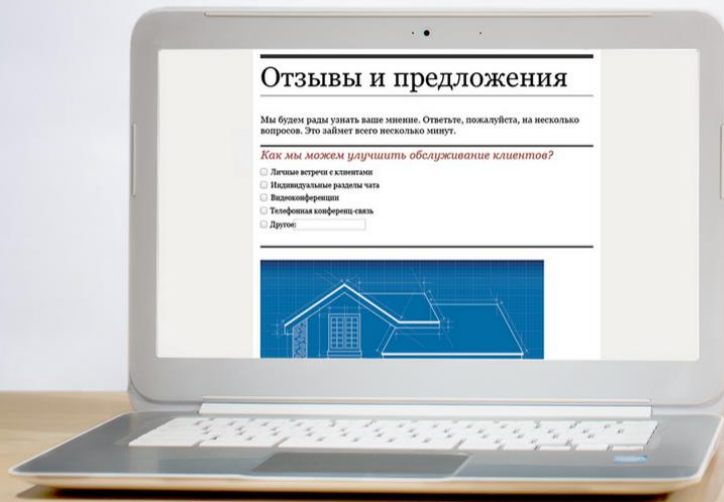 Отзывы и предложения
Мы будем рады узнать ваше мнение. Ответьте, пожалуйста, на несколько
вопросов. Это займет всего несколько минут.
Как мы можем улучшить обслуживание клиентов?
Личные встречи с клиентами
Индивидуальные разделы чата
Видеоконференции
Телефонная конференц-связь
Другое: